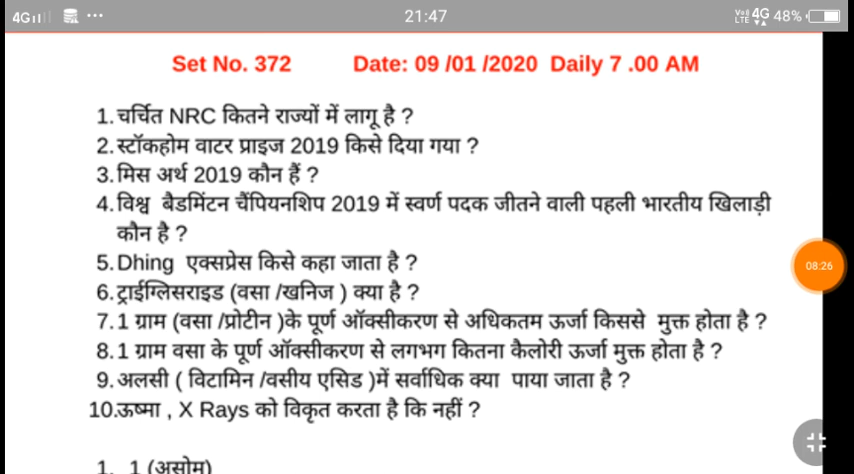 4G 21:47 VoLTE 4G 48%
Set No. 372 Date: 09 /01 /2020 Daily 7 .00 AM
1. चर्चित NRC कितने राज्यों में लागू है ?
2. स्टॉकहोम वाटर प्राइज 2019 किसे दिया गया ?
3. मिस अर्थ 2019 कौन हैं ?
4. विश्व बैडमिंटन चैंपियनशिप 2019 में स्वर्ण पदक जीतने वाली पहली भारतीय खिलाड़ी
कौन है ?
5. Dhing एक्सप्रेस किसे कहा जाता है ?
08:26
6. ट्राईग्लिसराइड (वसा /खनिज ) क्या है ?
7. 1 ग्राम (वसा /प्रोटीन )के पूर्ण ऑक्सीकरण से अधिकतम ऊर्जा किससे मुक्त होता है ?
8. 1 ग्राम वसा के पूर्ण ऑक्सीकरण से लगभग कितना कैलोरी ऊर्जा मुक्त होता है ?
9. अलसी ( विटामिन /वसीय एसिड )में सर्वाधिक क्या पाया जाता है ?
10.ऊष्मा , X Rays को विकृत करता है कि नहीं ?
1. 1 (असोम)